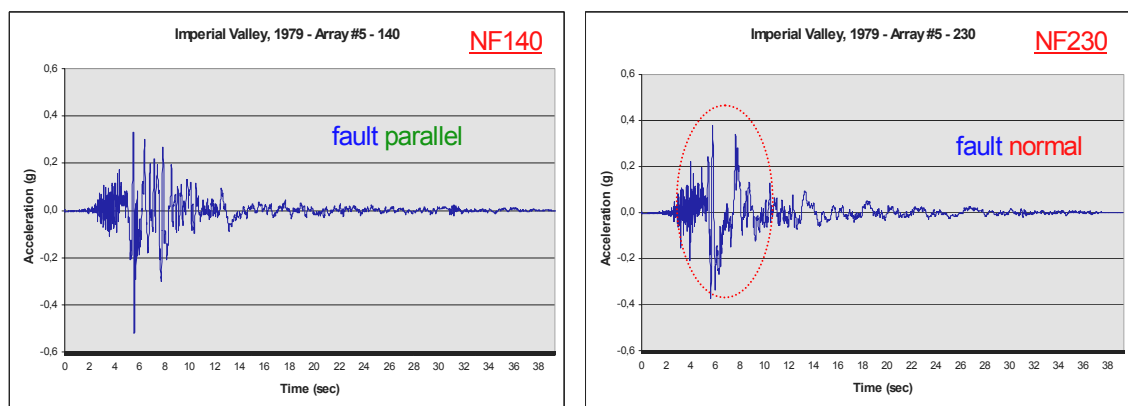 Imperial Valley, 1979 - Array #5 - 140
NF140
0,6
0,4
fault parallel
0,2
0,0
-0,2
-0,4
-0,6
Acceleration (g)
0 2 4 6 8 10 12 14 16 18 20 22 24 26 28 30 32 34 36 38
Time (sec)
Imperial Valley, 1979 - Array #5 - 230
NF230
0,6
0,4
fault normal
0,2
0,0
-0,2
-0,4
-0,6
Acceleration (g)
0 2 4 6 8 10 12 14 16 18 20 22 24 26 28 30 32 34 36 38
Time (sec)